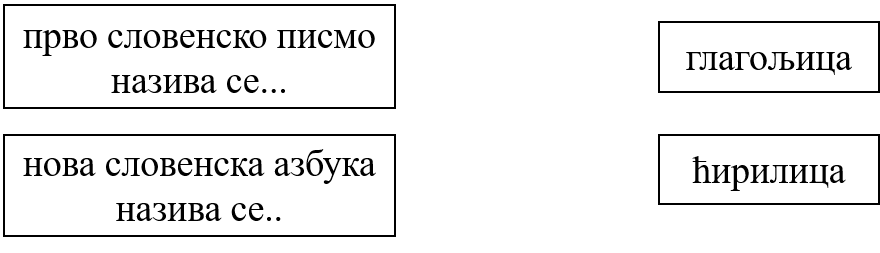 прво словенско писмо
назива се...
глагољица
нова словенска азбука
назива се..
ћирилица